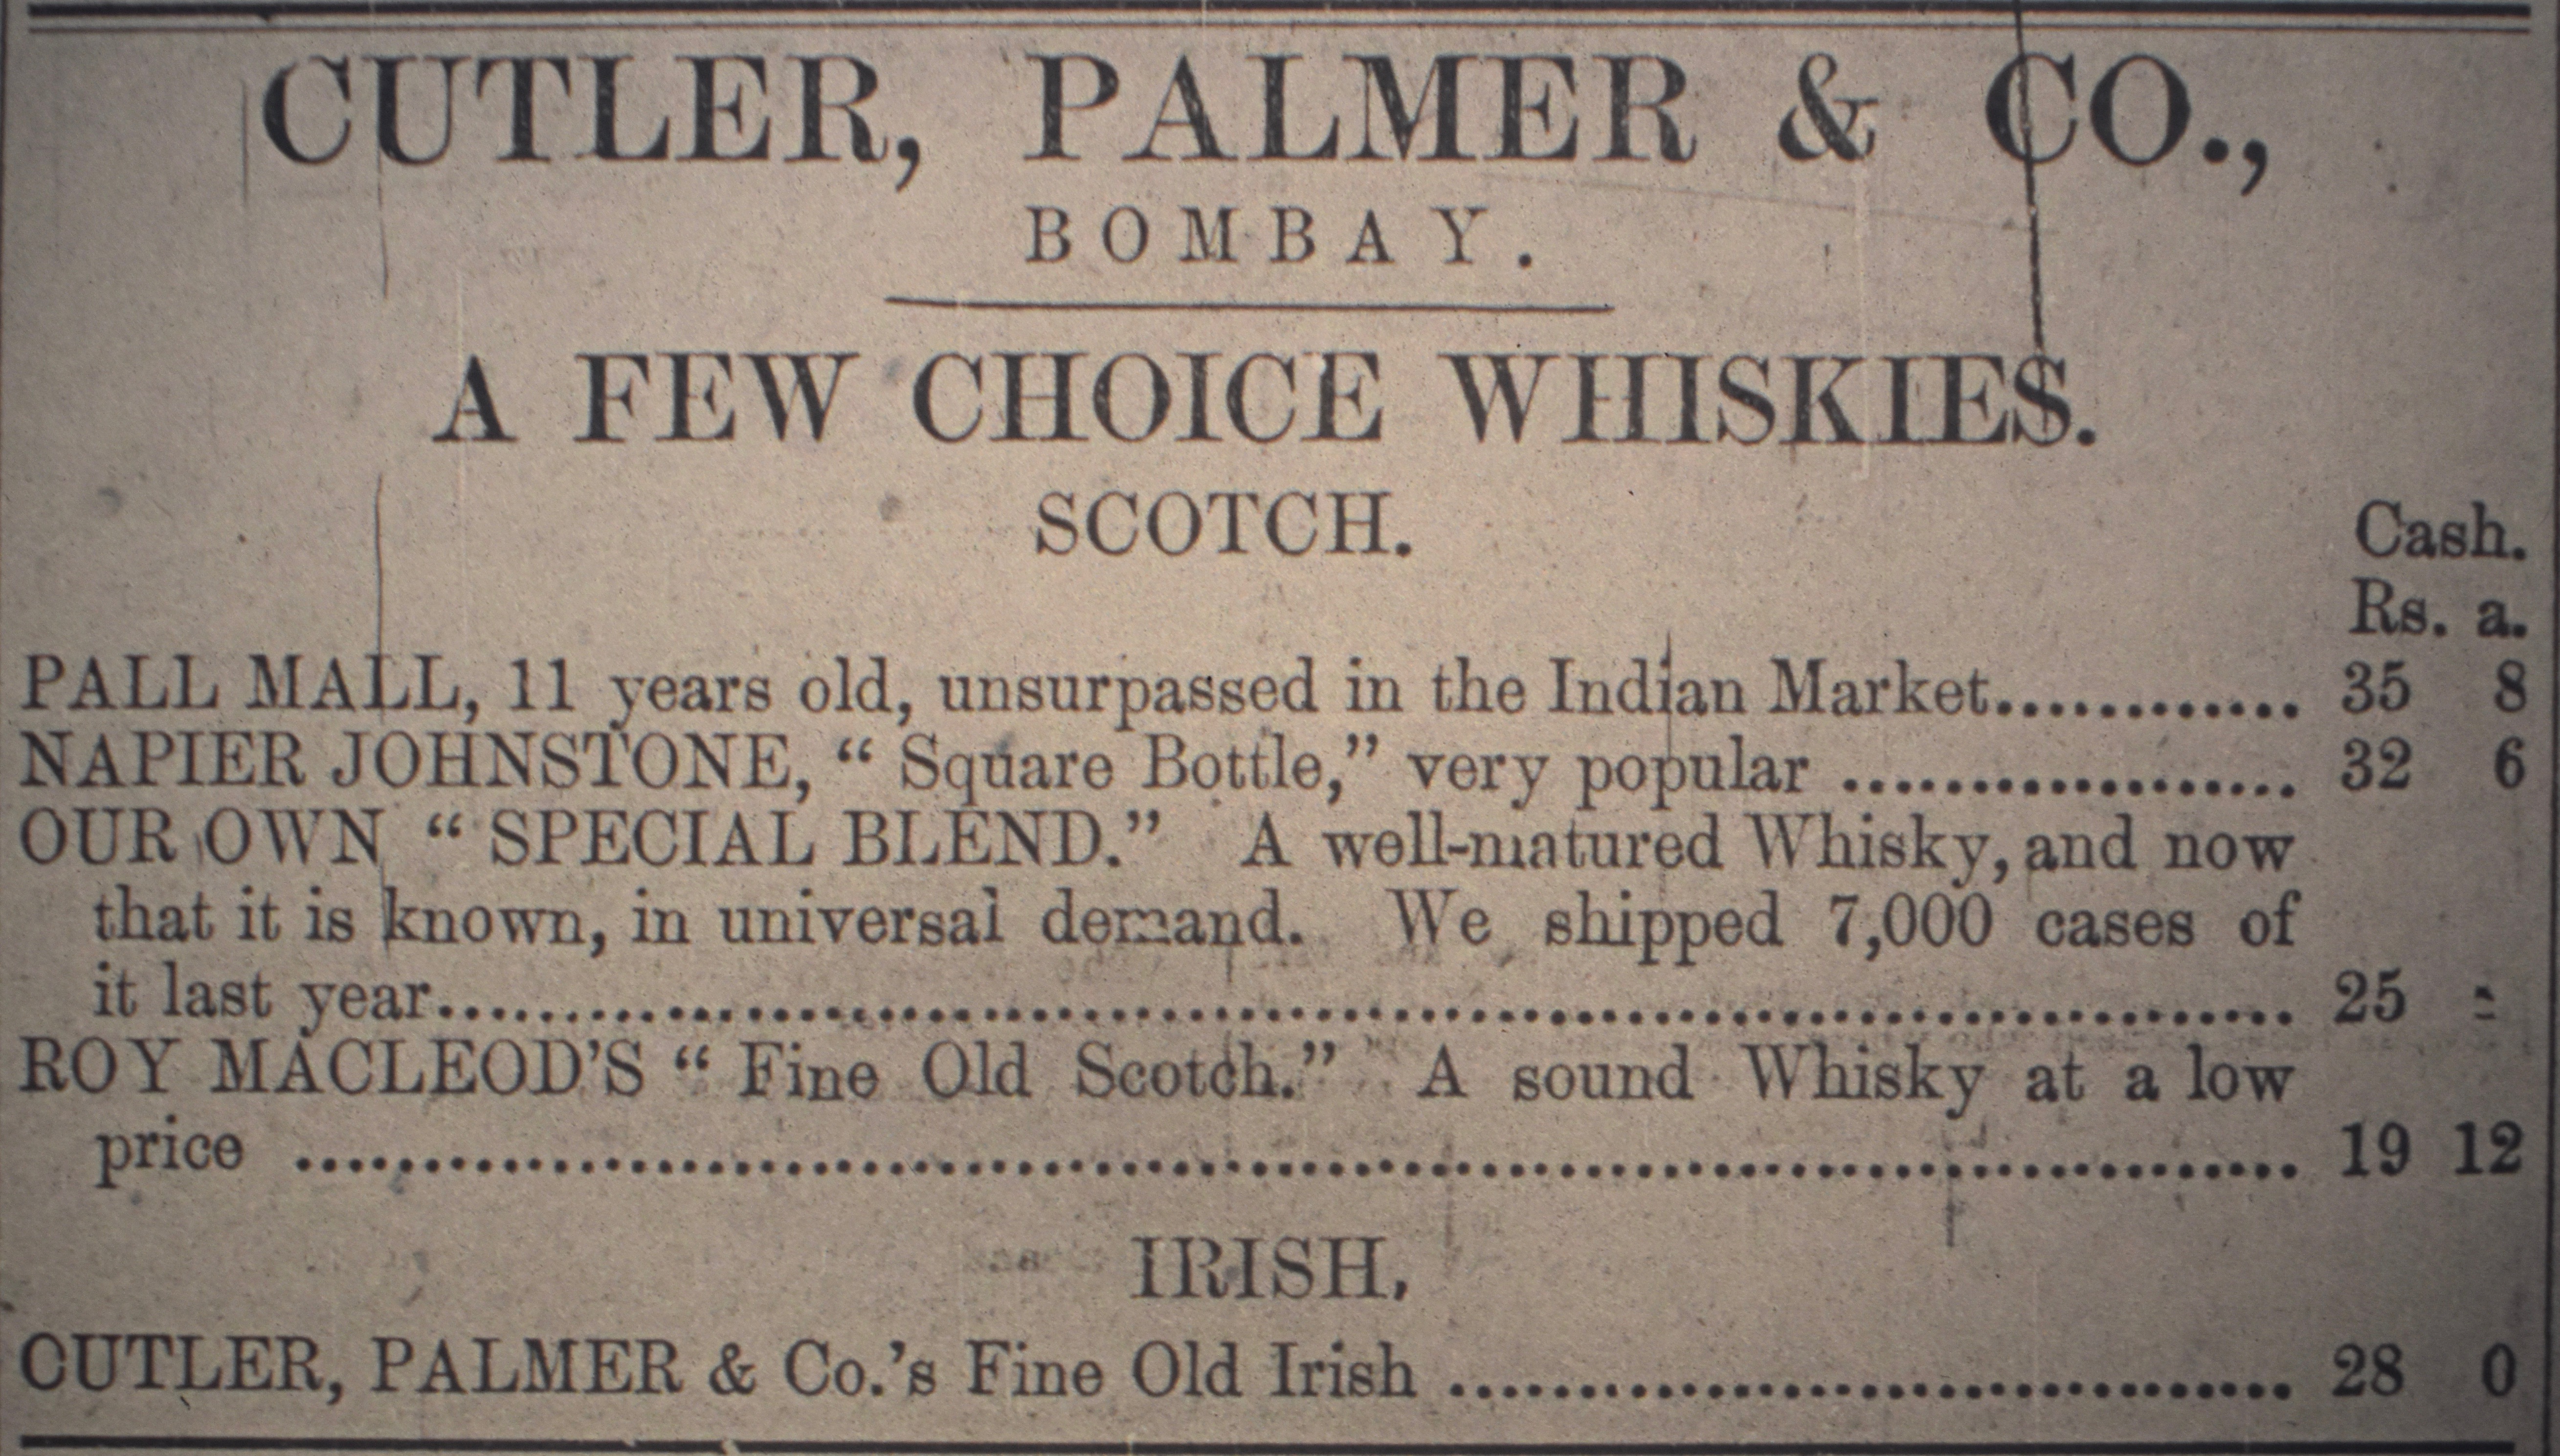 CUTLER, PALMER & CO.,
BOMBAY.
A FEW CHOICE WHISKIES.
SCOTCH.
Cash.
Rs. a.
PALL MALL, 11 years old, unsurpassed in the Indian Market............ 35 8
NAPIER JOHNSTONE, “ Square Bottle,” very popular .................. 32 6
OUR OWN “ SPECIAL BLEND.” A well-matured Whisky, and now
that it is known, in universal demand. We shipped 7,000 cases of
it last year.................................................................. 25
ROY MACLEOD'S “ Fine Old Scotch.” A sound Whisky at a low
price .......................................................................... 19 12
IRISH.
CUTLER, PALMER & Co.'s Fine Old Irish ................................. 28 0